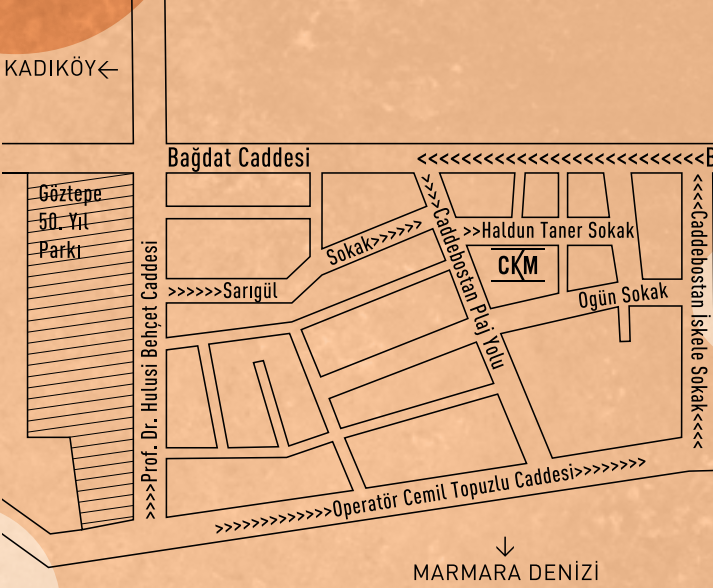 KADIKÖY←
Bağdat Caddesi
<<<<<<<<<<<<<<<<<<<<<<<<<B
Göztepe
50. Yıl
Parkı
>>Haldun Taner Sokak
CKM
Sokak>>>>>>
>>>>>>Sarıgül
>>>>Caddebostan Plaj Yolu
Ogün Sokak
<<<<Caddebostan İskele Sokak<<<<
>>>>Prof. Dr. Hulusi Behçet Caddesi
>>>>>>>>>>>>>Operatör Cemil Topuzlu Caddesi>>>>>>>>
↓
MARMARA DENİZİ